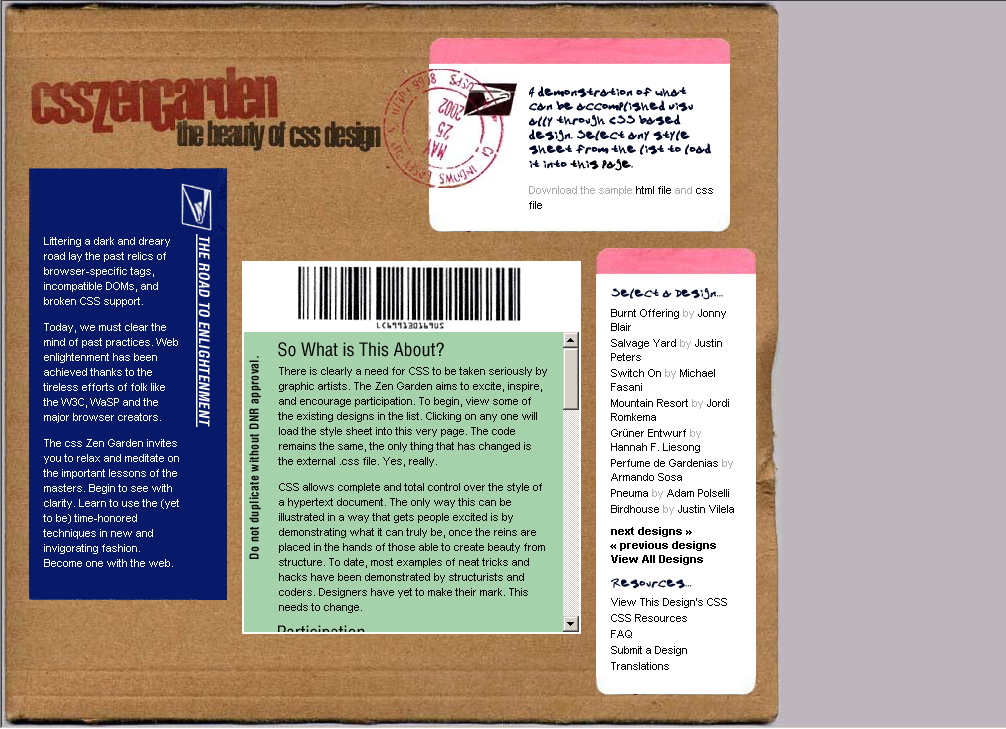 csszengarden
the beauty of css design
A demonstration of what
can be accomplished visu
ally through CSS based
design. Select any style
sheet from the list to load
it into this page.
Download the sample html file and css
file
MAY
25
2002
USPS
THE ROAD TO ENLIGHTENMENT
Littering a dark and dreary
road lay the past relics of
browser-specific tags,
incompatible DOMs, and
broken CSS support.
Today, we must clear the
mind of past practices. Web
enlightenment has been
achieved thanks to the
tireless efforts of folk like
the W3C, WaSP and the
major browser creators.
The css Zen Garden invites
you to relax and meditate on
the important lessons of the
masters. Begin to see with
clarity. Learn to use the (yet
to be) time-honored
techniques in new and
invigorating fashion.
Become one with the web.
LC699130169US
Do not duplicate without DNR approval.
So What is This About?
There is clearly a need for CSS to be taken seriously by
graphic artists. The Zen Garden aims to excite, inspire,
and encourage participation. To begin, view some of
the existing designs in the list. Clicking on any one will
load the style sheet into this very page. The code
remains the same, the only thing that has changed is
the external .css file. Yes, really.
CSS allows complete and total control over the style of
a hypertext document. The only way this can be
illustrated in a way that gets people excited is by
demonstrating what it can truly be, once the reins are
placed in the hands of those able to create beauty from
structure. To date, most examples of neat tricks and
hacks have been demonstrated by structurists and
coders. Designers have yet to make their mark. This
needs to change.
Participation
Select a Design...
Burnt Offering by Jonny
Blair
Salvage Yard by Justin
Peters
Switch On by Michael
Fasani
Mountain Resort by Jordi
Romkema
Grüner Entwurf by
Hannah F. Liesong
Perfume de Gardenias by
Armando Sosa
Pneuma by Adam Polselli
Birdhouse by Justin Vilela
next designs »
« previous designs
View All Designs
Resources...
View This Design's CSS
CSS Resources
FAQ
Submit a Design
Translations